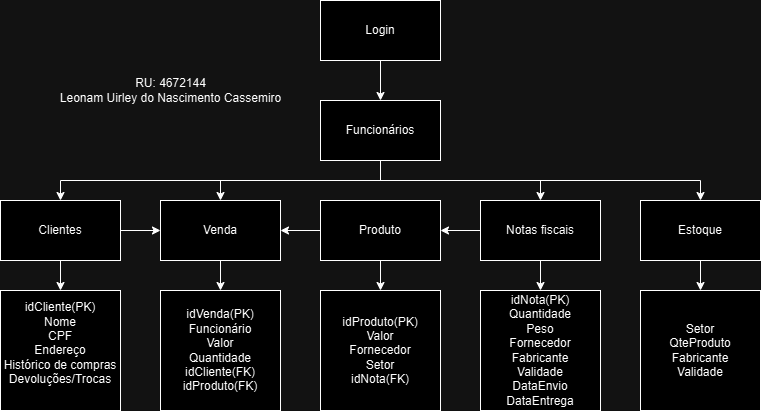 Login
RU: 4672144
Leonam Uirley do Nascimento Cassemiro
Funcionários
Clientes
Venda
Produto
Notas fiscais
Estoque
idCliente(PK)
Nome
CPF
Endereço
Histórico de compras
Devoluções/Trocas
idVenda(PK)
Funcionário
Valor
Quantidade
idCliente(FK)
idProduto(FK)
idProduto(PK)
Valor
Fornecedor
Setor
idNota(FK)
idNota(PK)
Quantidade
Peso
Fornecedor
Fabricante
Validade
DataEnvio
DataEntrega
Setor
QteProduto
Fabricante
Validade